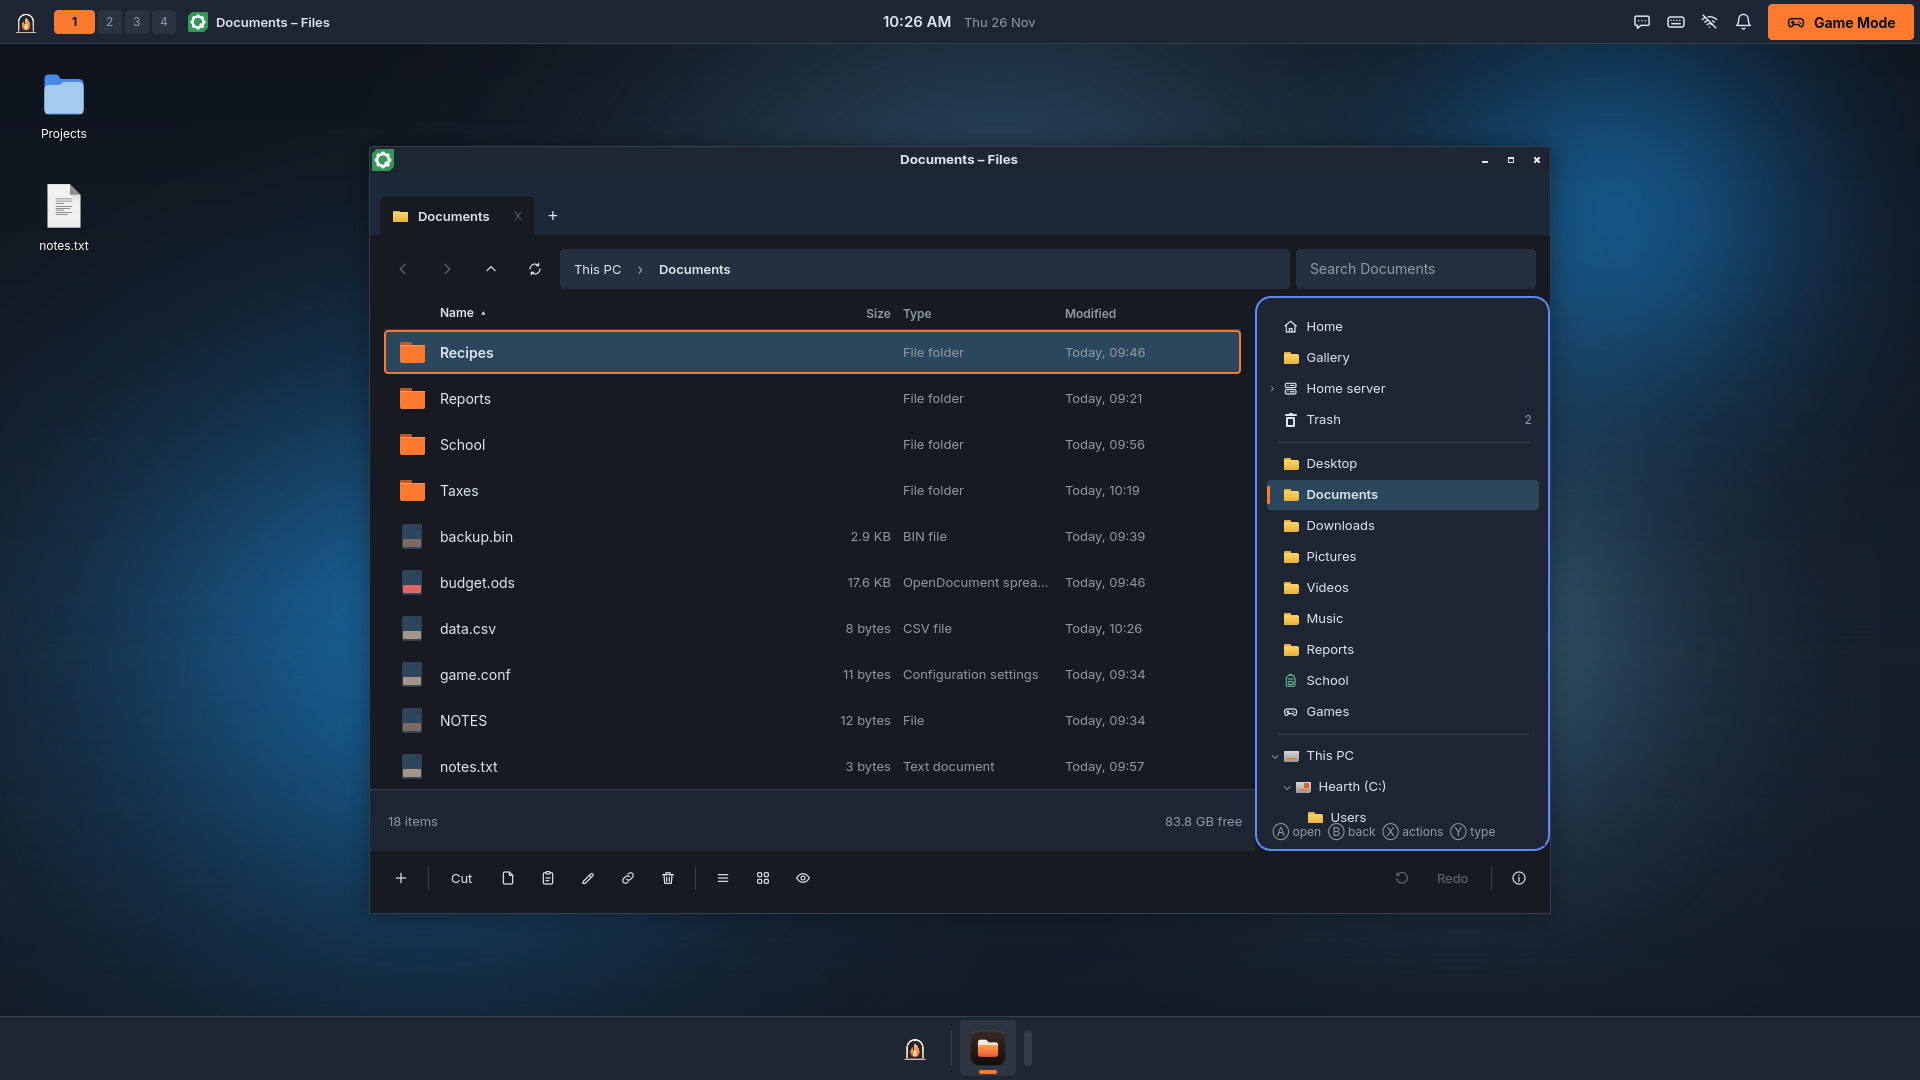 1 2 3 4 Documents – Files 10:26 AM Thu 26 Nov Game Mode
Projects
notes.txt
Documents – Files
Documents X +
This PC › Documents Search Documents
Name Size Type Modified
Recipes File folder Today, 09:46
Reports File folder Today, 09:21
School File folder Today, 09:56
Taxes File folder Today, 10:19
backup.bin 2.9 KB BIN file Today, 09:39
budget.ods 17.6 KB OpenDocument sprea... Today, 09:46
data.csv 8 bytes CSV file Today, 10:26
game.conf 11 bytes Configuration settings Today, 09:34
NOTES 12 bytes File Today, 09:34
notes.txt 3 bytes Text document Today, 09:57
18 items 83.8 GB free
Home
Gallery
Home server
Trash 2
Desktop
Documents
Downloads
Pictures
Videos
Music
Reports
School
Games
This PC
Hearth (C:)
Users
A open B back X actions Y type
Cut Redo